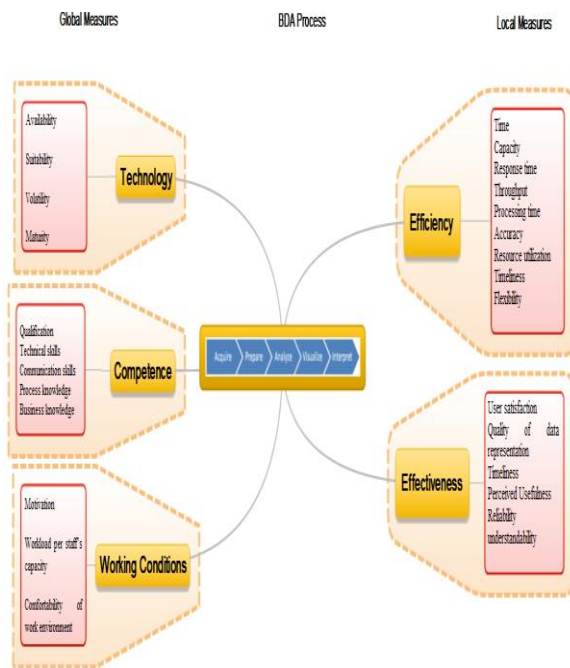 Global Measures
BDA Process
Local Measures
Availability
Suitability
Volatility
Maturity
Technology
Qualification
Technical skills
Communication skills
Process knowledge
Business knowledge
Competence
Motivation
Workload per staff's
capacity
Comfortability of
work environment
Working Conditions
Acquire
Prepare
Analyze
Visualize
Interpret
Efficiency
Time
Capacity
Response time
Throughput
Processing time
Accuracy
Resource utilization
Timeliness
Flexibility
Effectiveness
User satisfaction
Quality of data
representation
Timeliness
Perceived Usefulness
Reliability
understandability